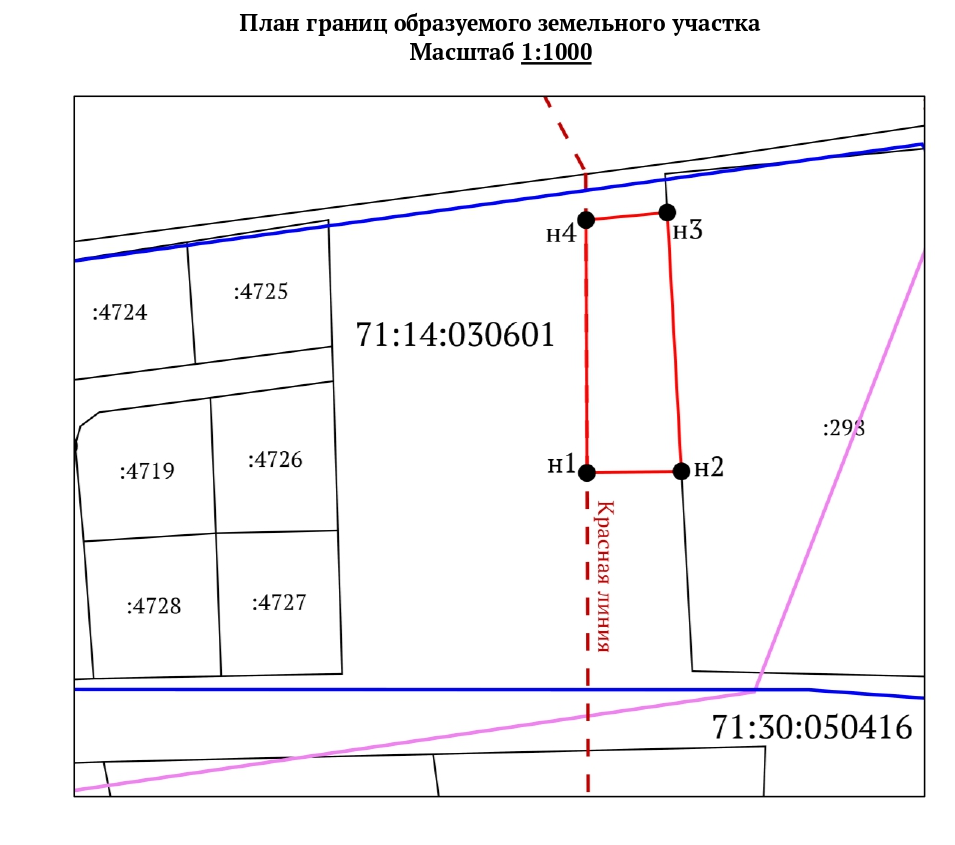 План границ образуемого земельного участка
Масштаб 1:1000
н4
н3
:4725
:4724
71:14:030601
:298
:4726
:4719
н1
н2
Красная линия
:4727
:4728
71:30:050416